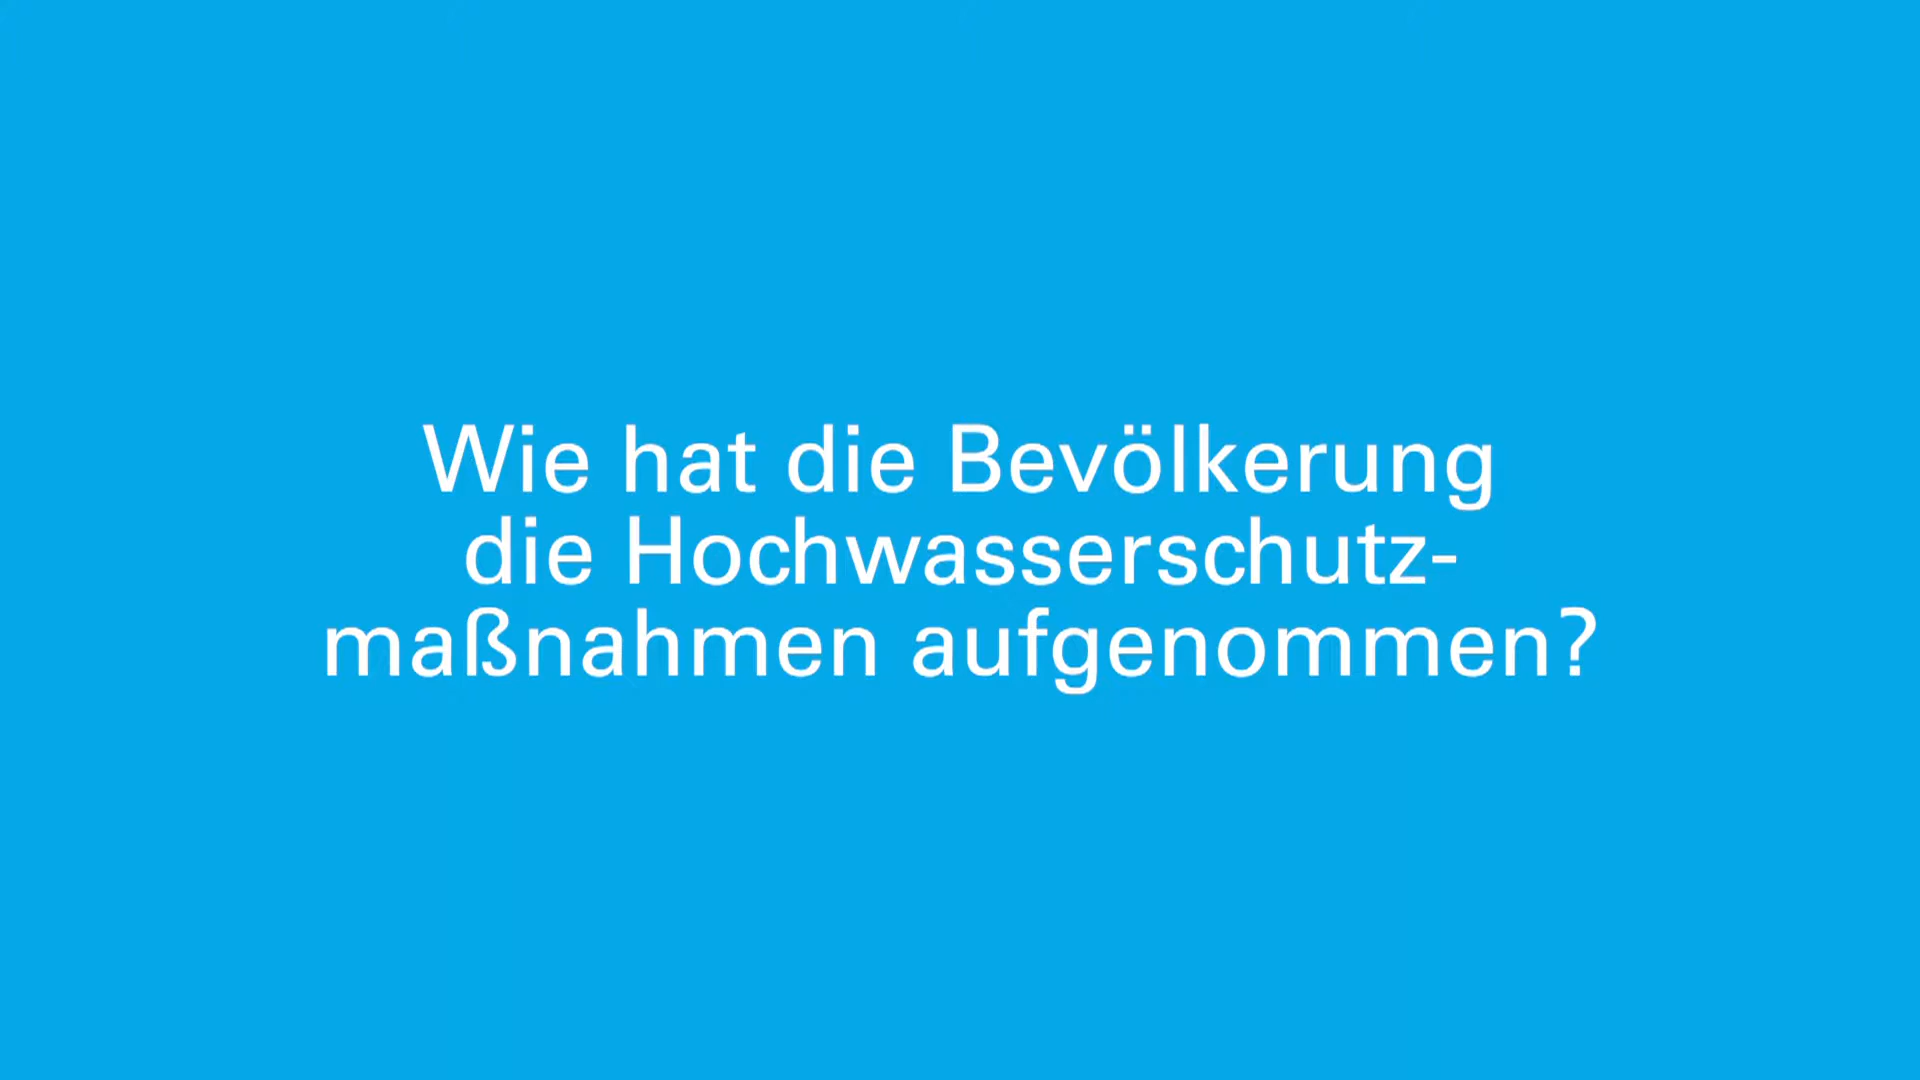 Wie hat die Bevölkerung
die Hochwasserschutz-
maßnahmen aufgenommen?